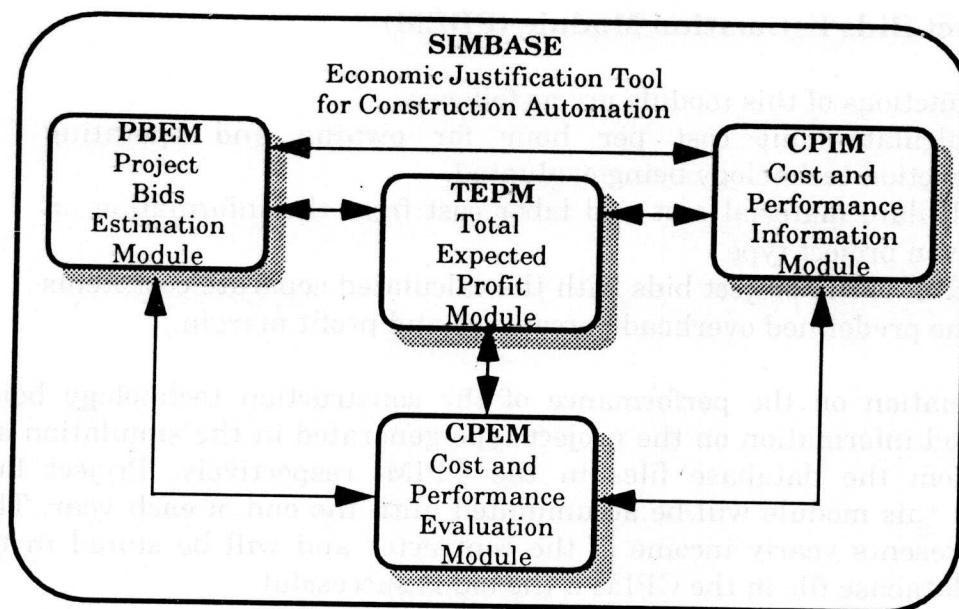 SIMBASE
Economic Justification Tool
for Construction Automation
PBEM
Project
Bids
Estimation
Module
TEPM
Total
Expected
Profit
Module
CPIM
Cost and
Performance
Information
Module
CPEM
Cost and
Performance
Evaluation
Module